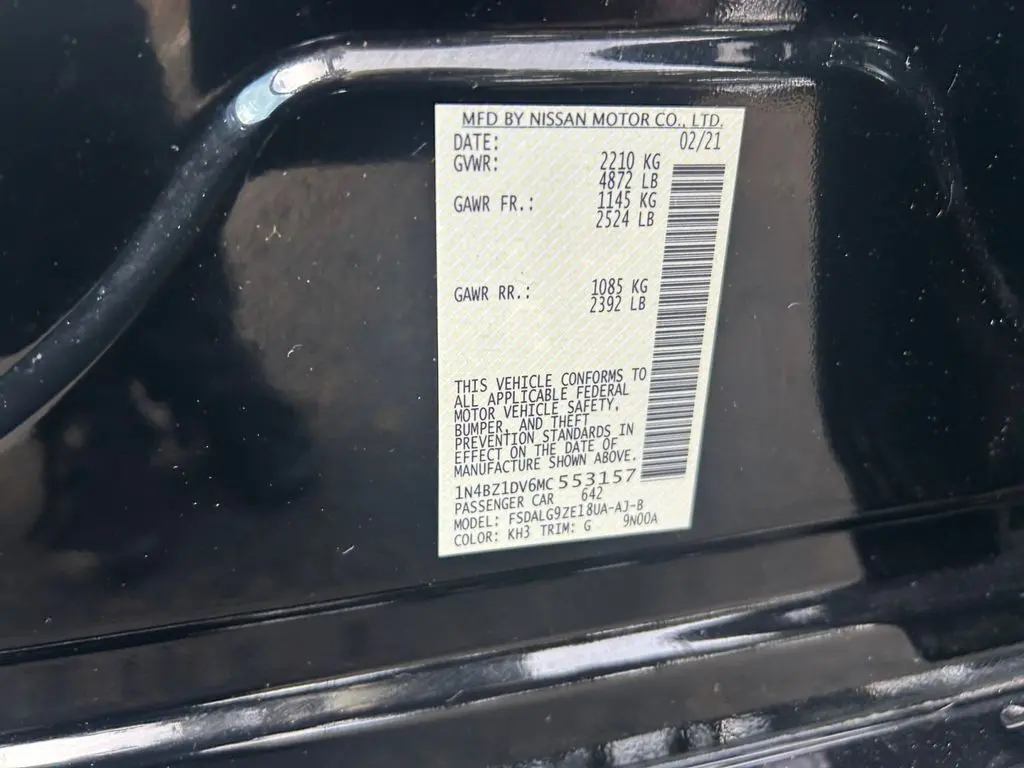 MFD BY NISSAN MOTOR CO., LTD.
DATE: 02/21
GVWR: 2210 KG
4872 LB
GAWR FR.: 1145 KG
2524 LB
GAWR RR.: 1085 KG
2392 LB
THIS VEHICLE CONFORMS TO
ALL APPLICABLE FEDERAL
MOTOR VEHICLE SAFETY,
BUMPER, AND THEFT
PREVENTION STANDARDS IN
EFFECT ON THE DATE OF
MANUFACTURE SHOWN ABOVE.
1N4BZ1DV6MC 553157
PASSENGER CAR 642
MODEL: FSDALG9ZE18UA-AJ-B
COLOR: KH3 TRIM: G 9N00A